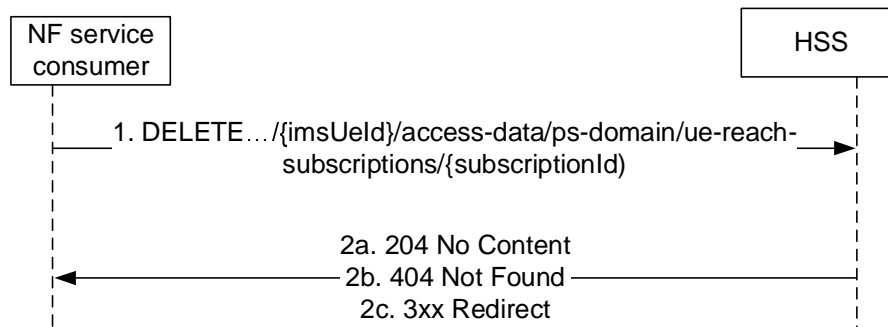 NF service
consumer
HSS
1. DELETE…/{imsUeId}/access-data/ps-domain/ue-reach-
subscriptions/{subscriptionId)
2a. 204 No Content
2b. 404 Not Found
2c. 3xx Redirect